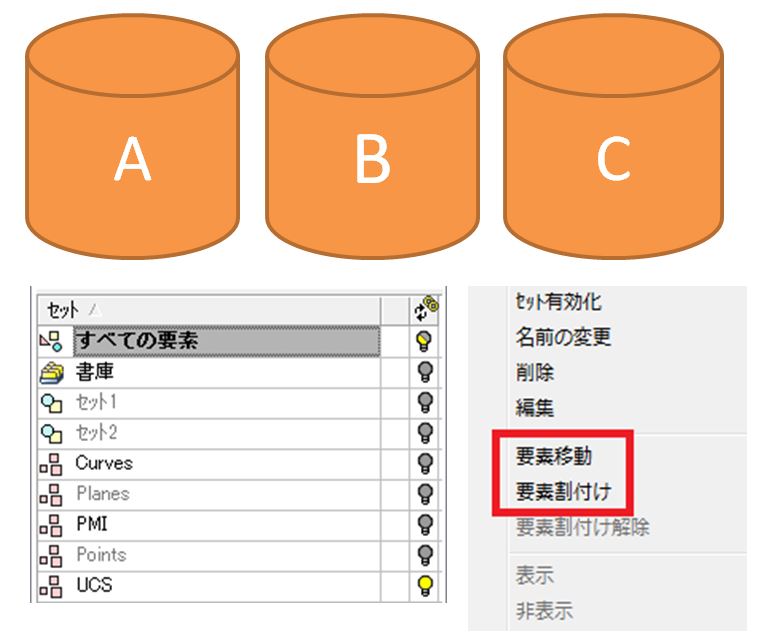 A
B
C
セット
すべての要素
書庫
セット1
セット2
Curves
Planes
PMI
Points
UCS
セット有効化
名前の変更
削除
編集
要素移動
要素割付け
要素割付け解除
表示
非表示